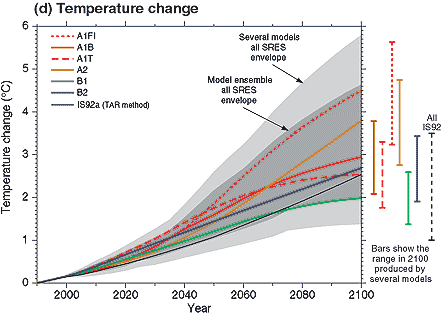 (d) Temperature change
6
5
4
3
2
1
0
Temperature change (°C)
A1FI
A1B
A1T
A2
B1
B2
IS92a (TAR method)
Several models
all SRES
envelope
Model ensemble
all SRES
envelope
All
IS92
Bars show the
range in 2100
produced by
several models
2000
2020
2040
2060
2080
2100
Year